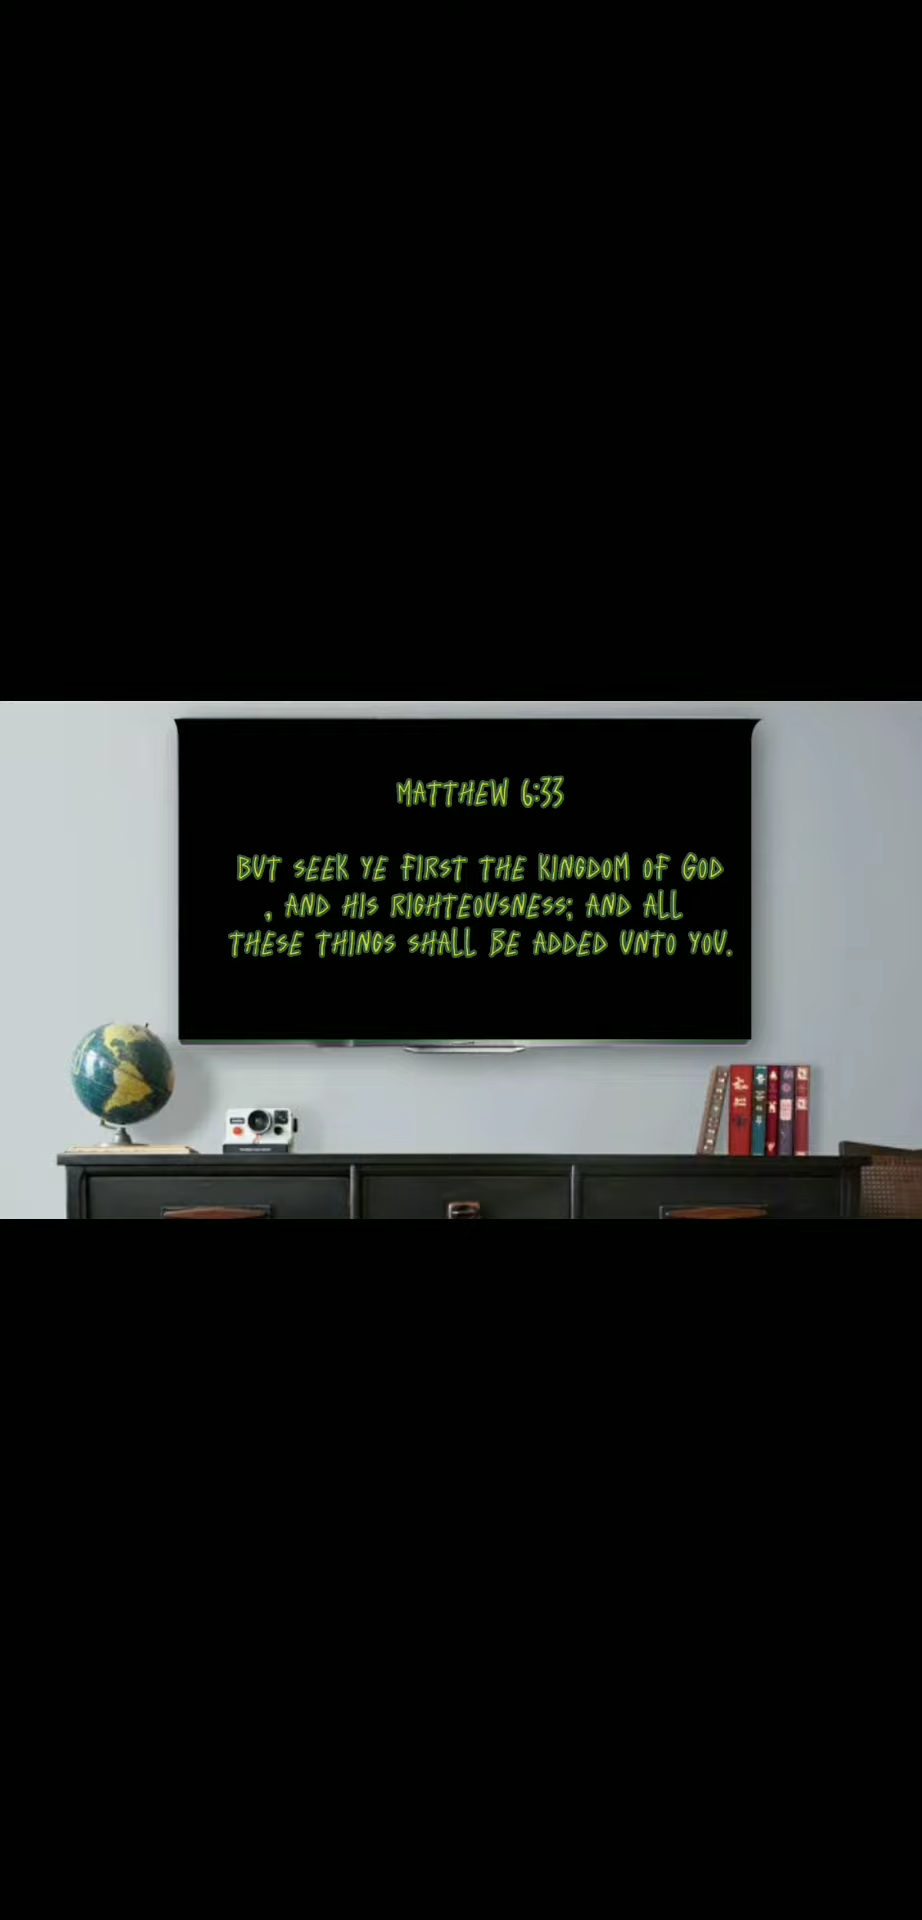 MATTHEW 6:33
BUT SEEK YE FIRST THE KINGDOM OF GOD
, AND HIS RIGHTEOUSNESS; AND ALL
THESE THINGS SHALL BE ADDED UNTO YOU.